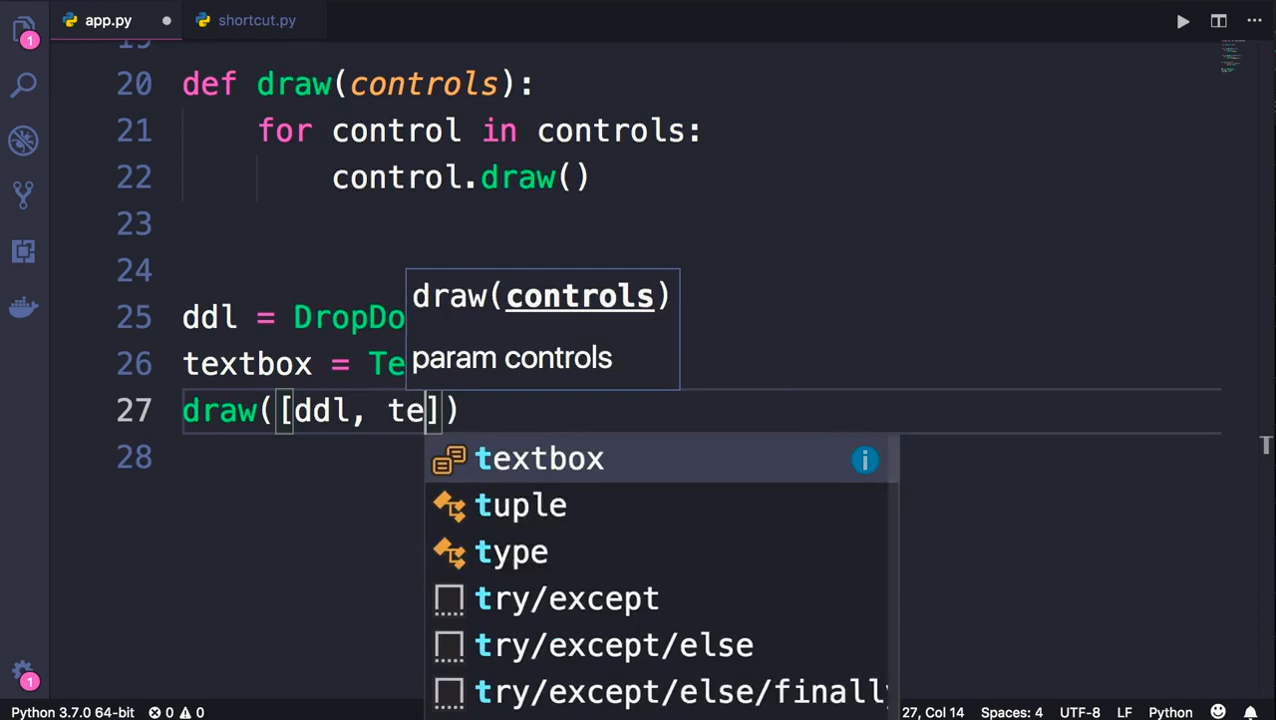 app.py shortcut.py
1
19
20 def draw(controls):
21 for control in controls:
22 control.draw()
23
24
draw(controls)
param controls
25 ddl = DropDo
26 textbox = Te
27 draw([ddl, te])
28
textbox
tuple
type
try/except
try/except/else
try/except/else/finally
1
Python 3.7.0 64-bit 0 0 27, Col 14 Spaces: 4 UTF-8 LF Python